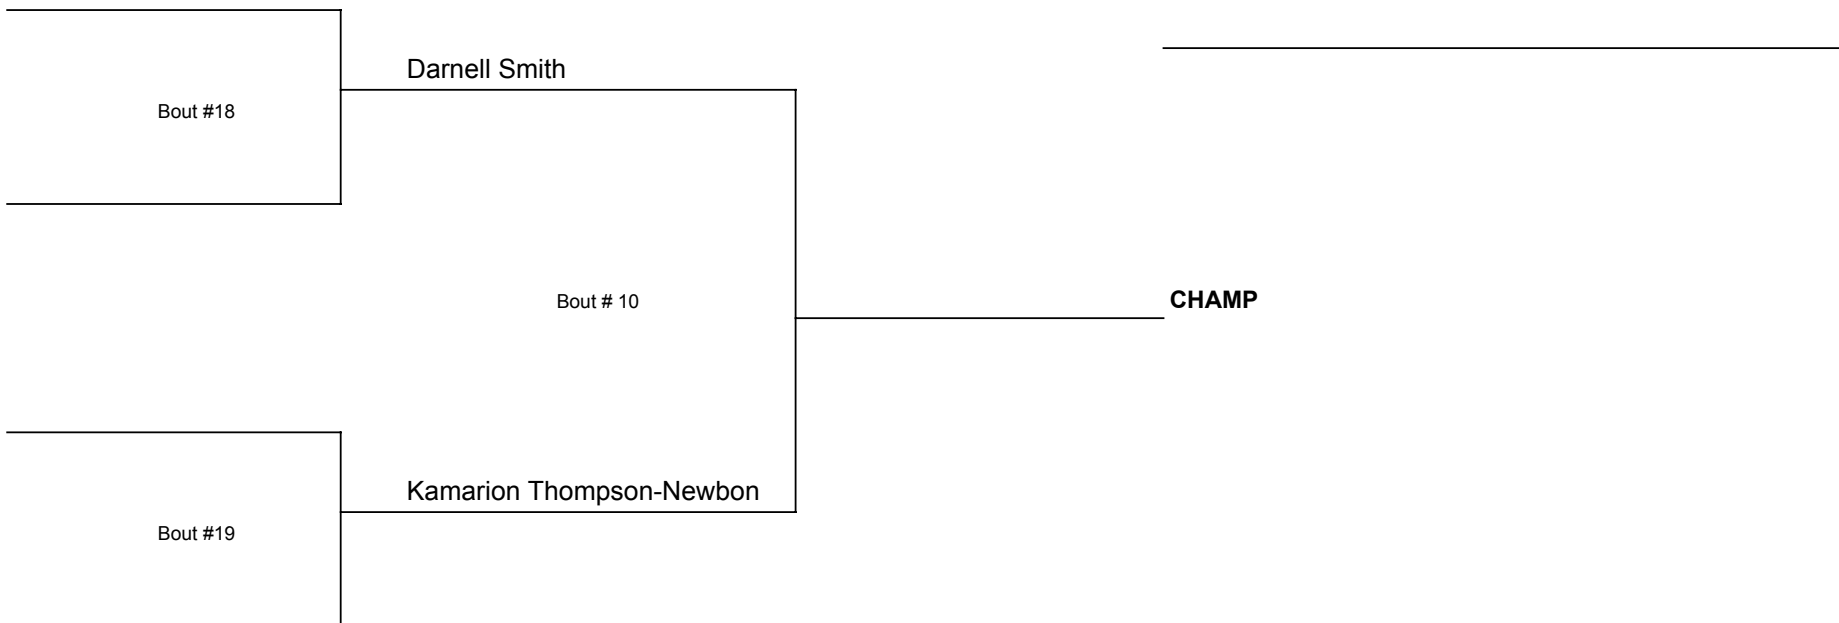 Darnell Smith
Bout #18
Bout # 10
CHAMP
Kamarion Thompson-Newbon
Bout #19